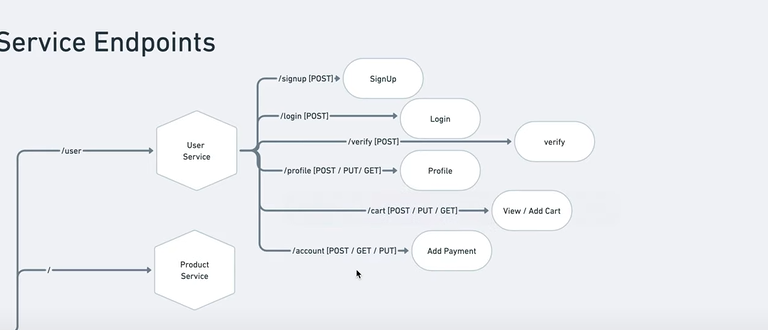 Service Endpoints
/signup [POST]
SignUp
/login [POST]
Login
/verify [POST]
verify
/user
User
Service
/profile [POST / PUT/ GET]
Profile
/cart [POST / PUT / GET]
View / Add Cart
/account [POST / GET / PUT]
Add Payment
/
Product
Service